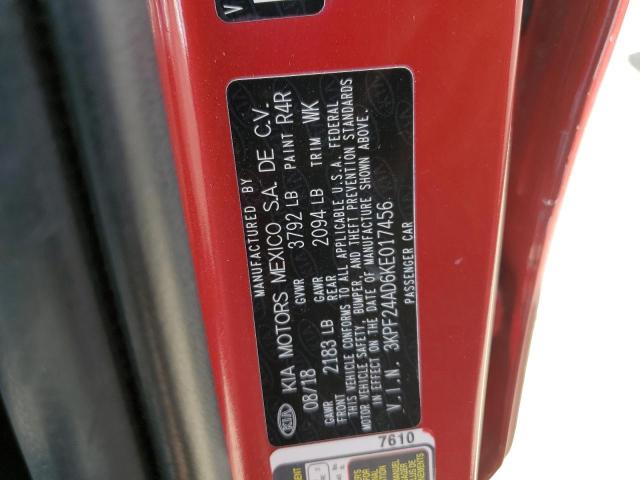 V
MANUFACTURED BY
KIA KIA MOTORS MEXICO SA. DE C.V.
08/18 GVWR 3792 LB PAINT R4R
GAWR FRONT 2183 LB GAWR REAR 2094 LB TRIM WK
THIS VEHICLE CONFORMS TO ALL APPLICABLE U.S.A. FEDERAL
MOTOR VEHICLE SAFETY, BUMPER, AND THEFT PREVENTION STANDARDS
IN EFFECT ON THE DATE OF MANUFACTURE SHOWN ABOVE.
V.I.N. 3KPF24AD6KE017456
PASSENGER CAR
7610